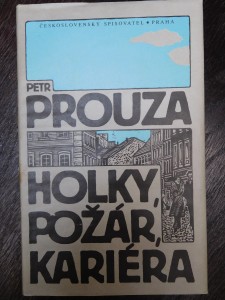 ČESKOSLOVENSKÝ SPISOVATEL • PRAHA
PETR
PROUZA
HOLKY,
POŽÁR,
KARIÉRA